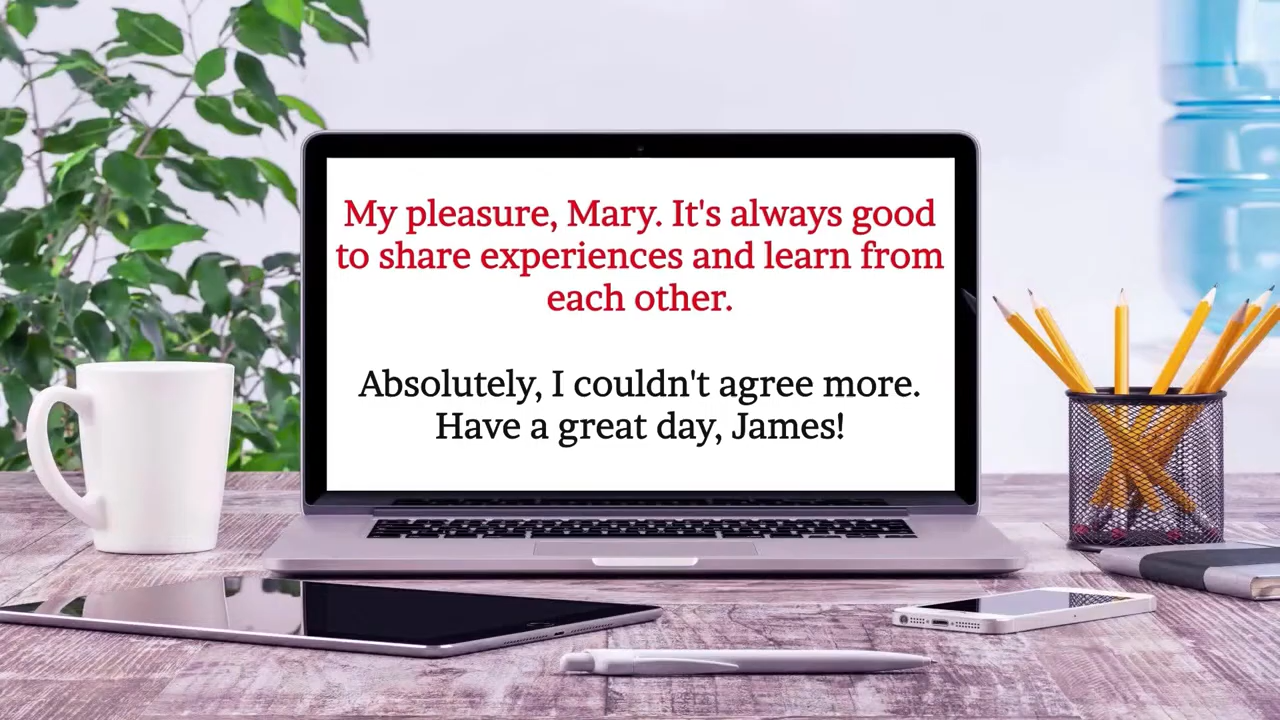 My pleasure, Mary. It's always good
to share experiences and learn from
each other.
Absolutely, I couldn't agree more.
Have a great day, James!